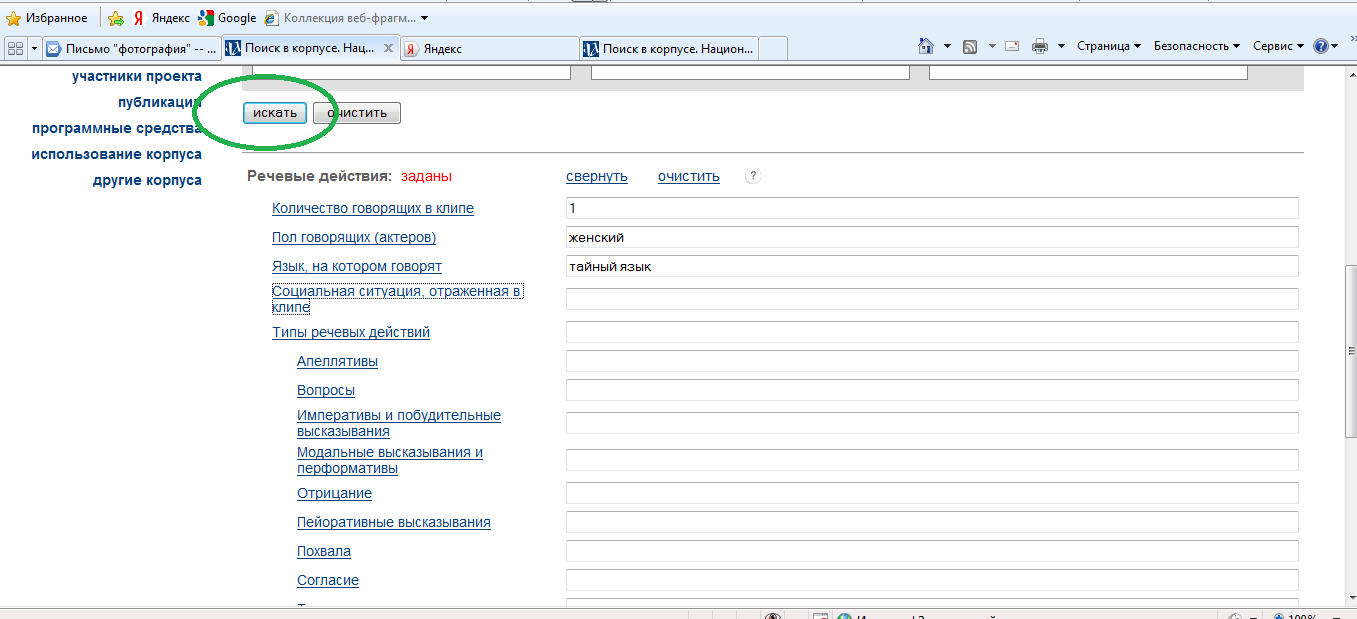 Избранное Яндекс Google Коллекция веб-фрагм...
Письмо "фотография" -- ... Поиск в корпусе. Нац... Яндекс Поиск в корпусе. Национ... Страница Безопасность Сервис
участники проекта
публикации
программные средства
использование корпуса
другие корпуса
искать очистить
Речевые действия: заданы свернуть очистить ?
Количество говорящих в клипе 1
Пол говорящих (актеров) женский
Язык, на котором говорят тайный язык
Социальная ситуация, отраженная в
клипе
Типы речевых действий
Апеллятивы
Вопросы
Императивы и побудительные
высказывания
Модальные высказывания и
перформативы
Отрицание
Пейоративные высказывания
Похвала
Согласие
100%